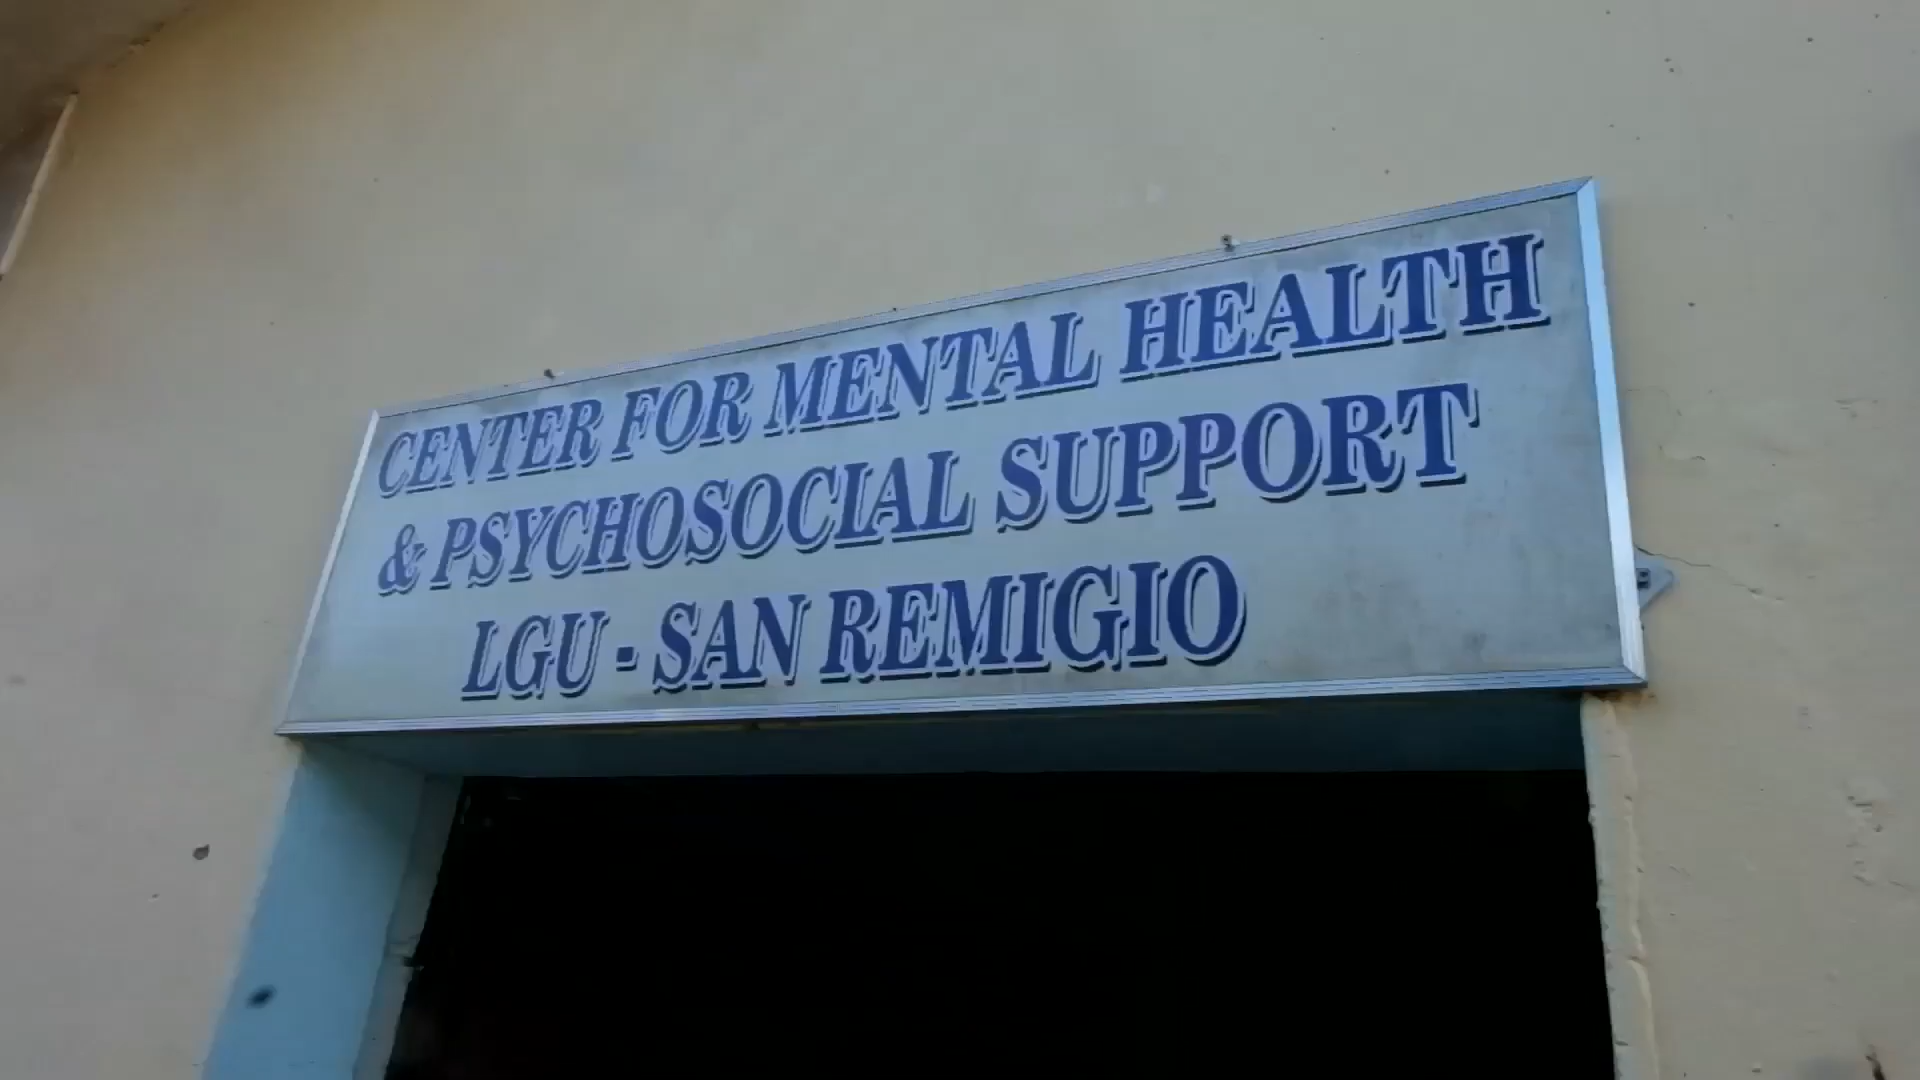 CENTER FOR MENTAL HEALTH
& PSYCHOSOCIAL SUPPORT
LGU - SAN REMIGIO